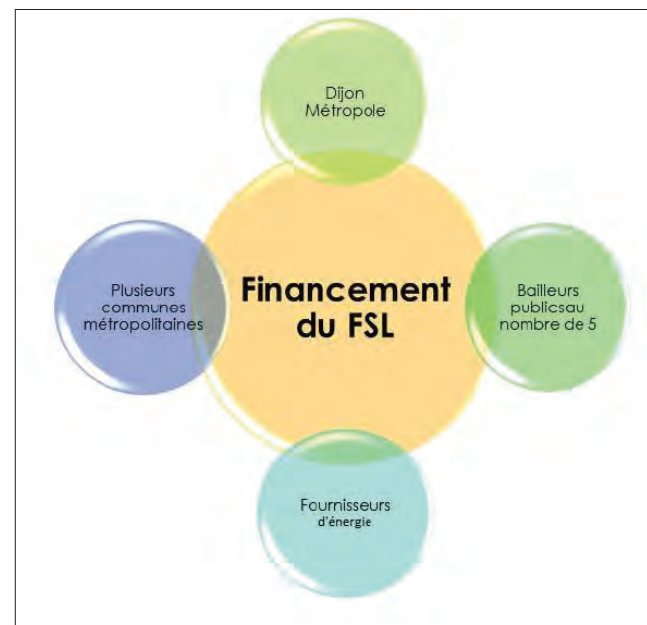 Dijon
Métropole
Plusieurs
communes
métropolitaines
Financement
du FSL
Bailleurs
publicsau
nombre de 5
Fournisseurs
d'énergie